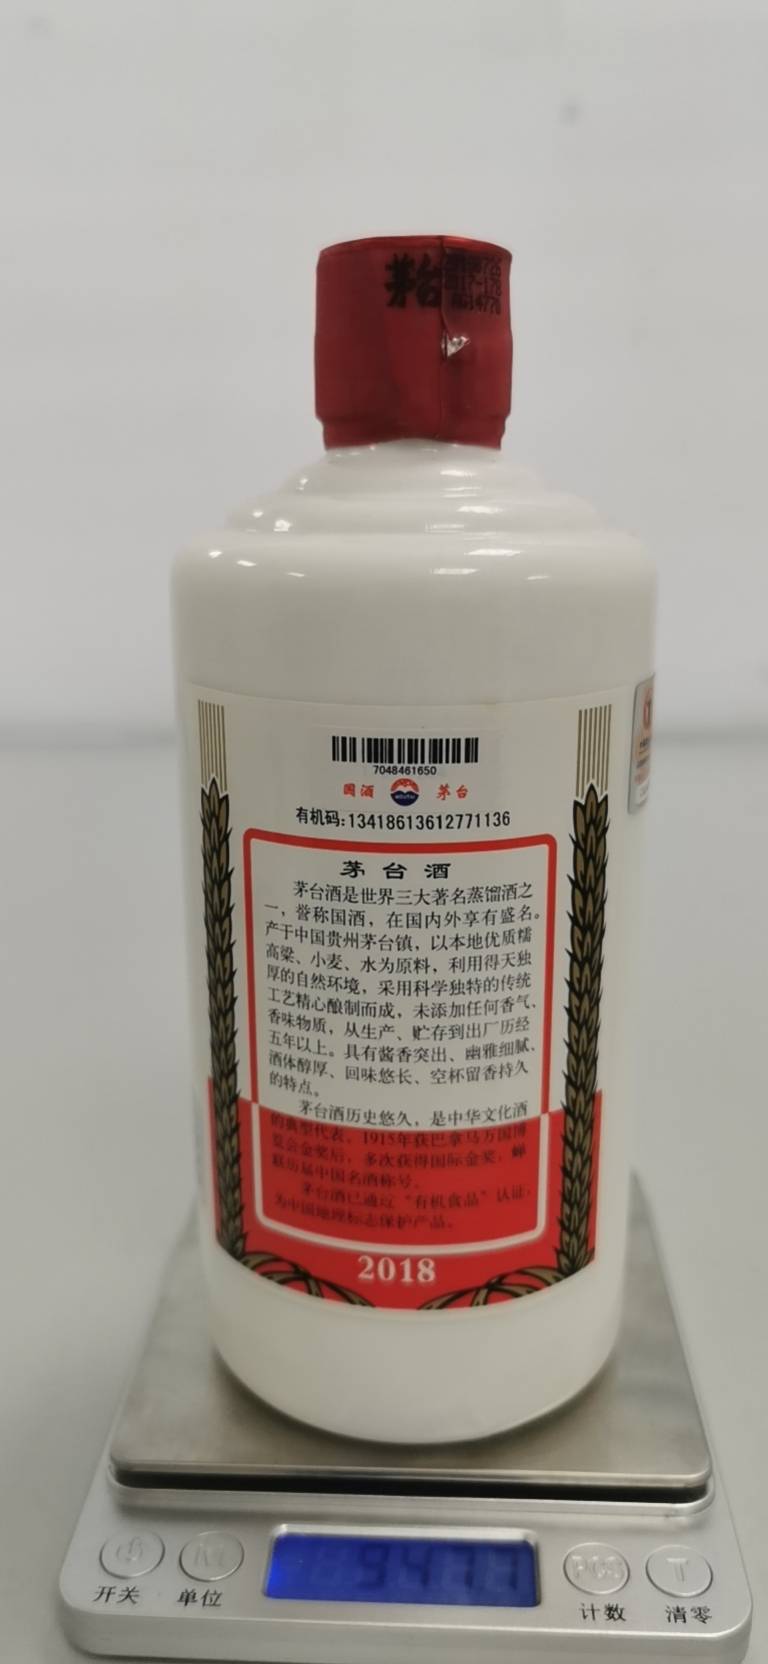 茅台
7048461650
国酒 茅台
有机码:13418613612771136
茅台酒
茅台酒是世界三大著名蒸馏酒之
一，誉称国酒，在国内外享有盛名。
产于中国贵州茅台镇，以本地优质糯
高粱、小麦、水为原料，利用得天独
厚的自然环境，采用科学独特的传统
工艺精心酿制而成，未添加任何香气、
香味物质，从生产、贮存到出厂历经
五年以上。具有酱香突出、幽雅细腻、
酒体醇厚、回味悠长、空杯留香持久
的特点。
茅台酒历史悠久，是中华文化酒
的典型代表。1915年获巴拿马万国博
览会金奖后，多次获得国际金奖，蝉
联历届中国名酒称号。
茅台酒已通过“有机食品”认证，
为中国地理标志保护产品。
2018
PCS T
开关 单位 计数 清零